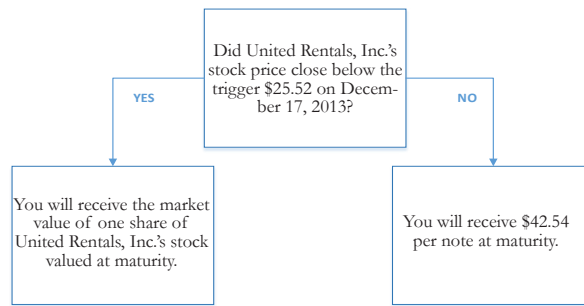 Did United Rentals, Inc.'s
stock price close below the
trigger $25.52 on Decem-
ber 17, 2013?
YES
NO
You will receive the market
value of one share of
United Rentals, Inc.'s stock
valued at maturity.
You will receive $42.54
per note at maturity.